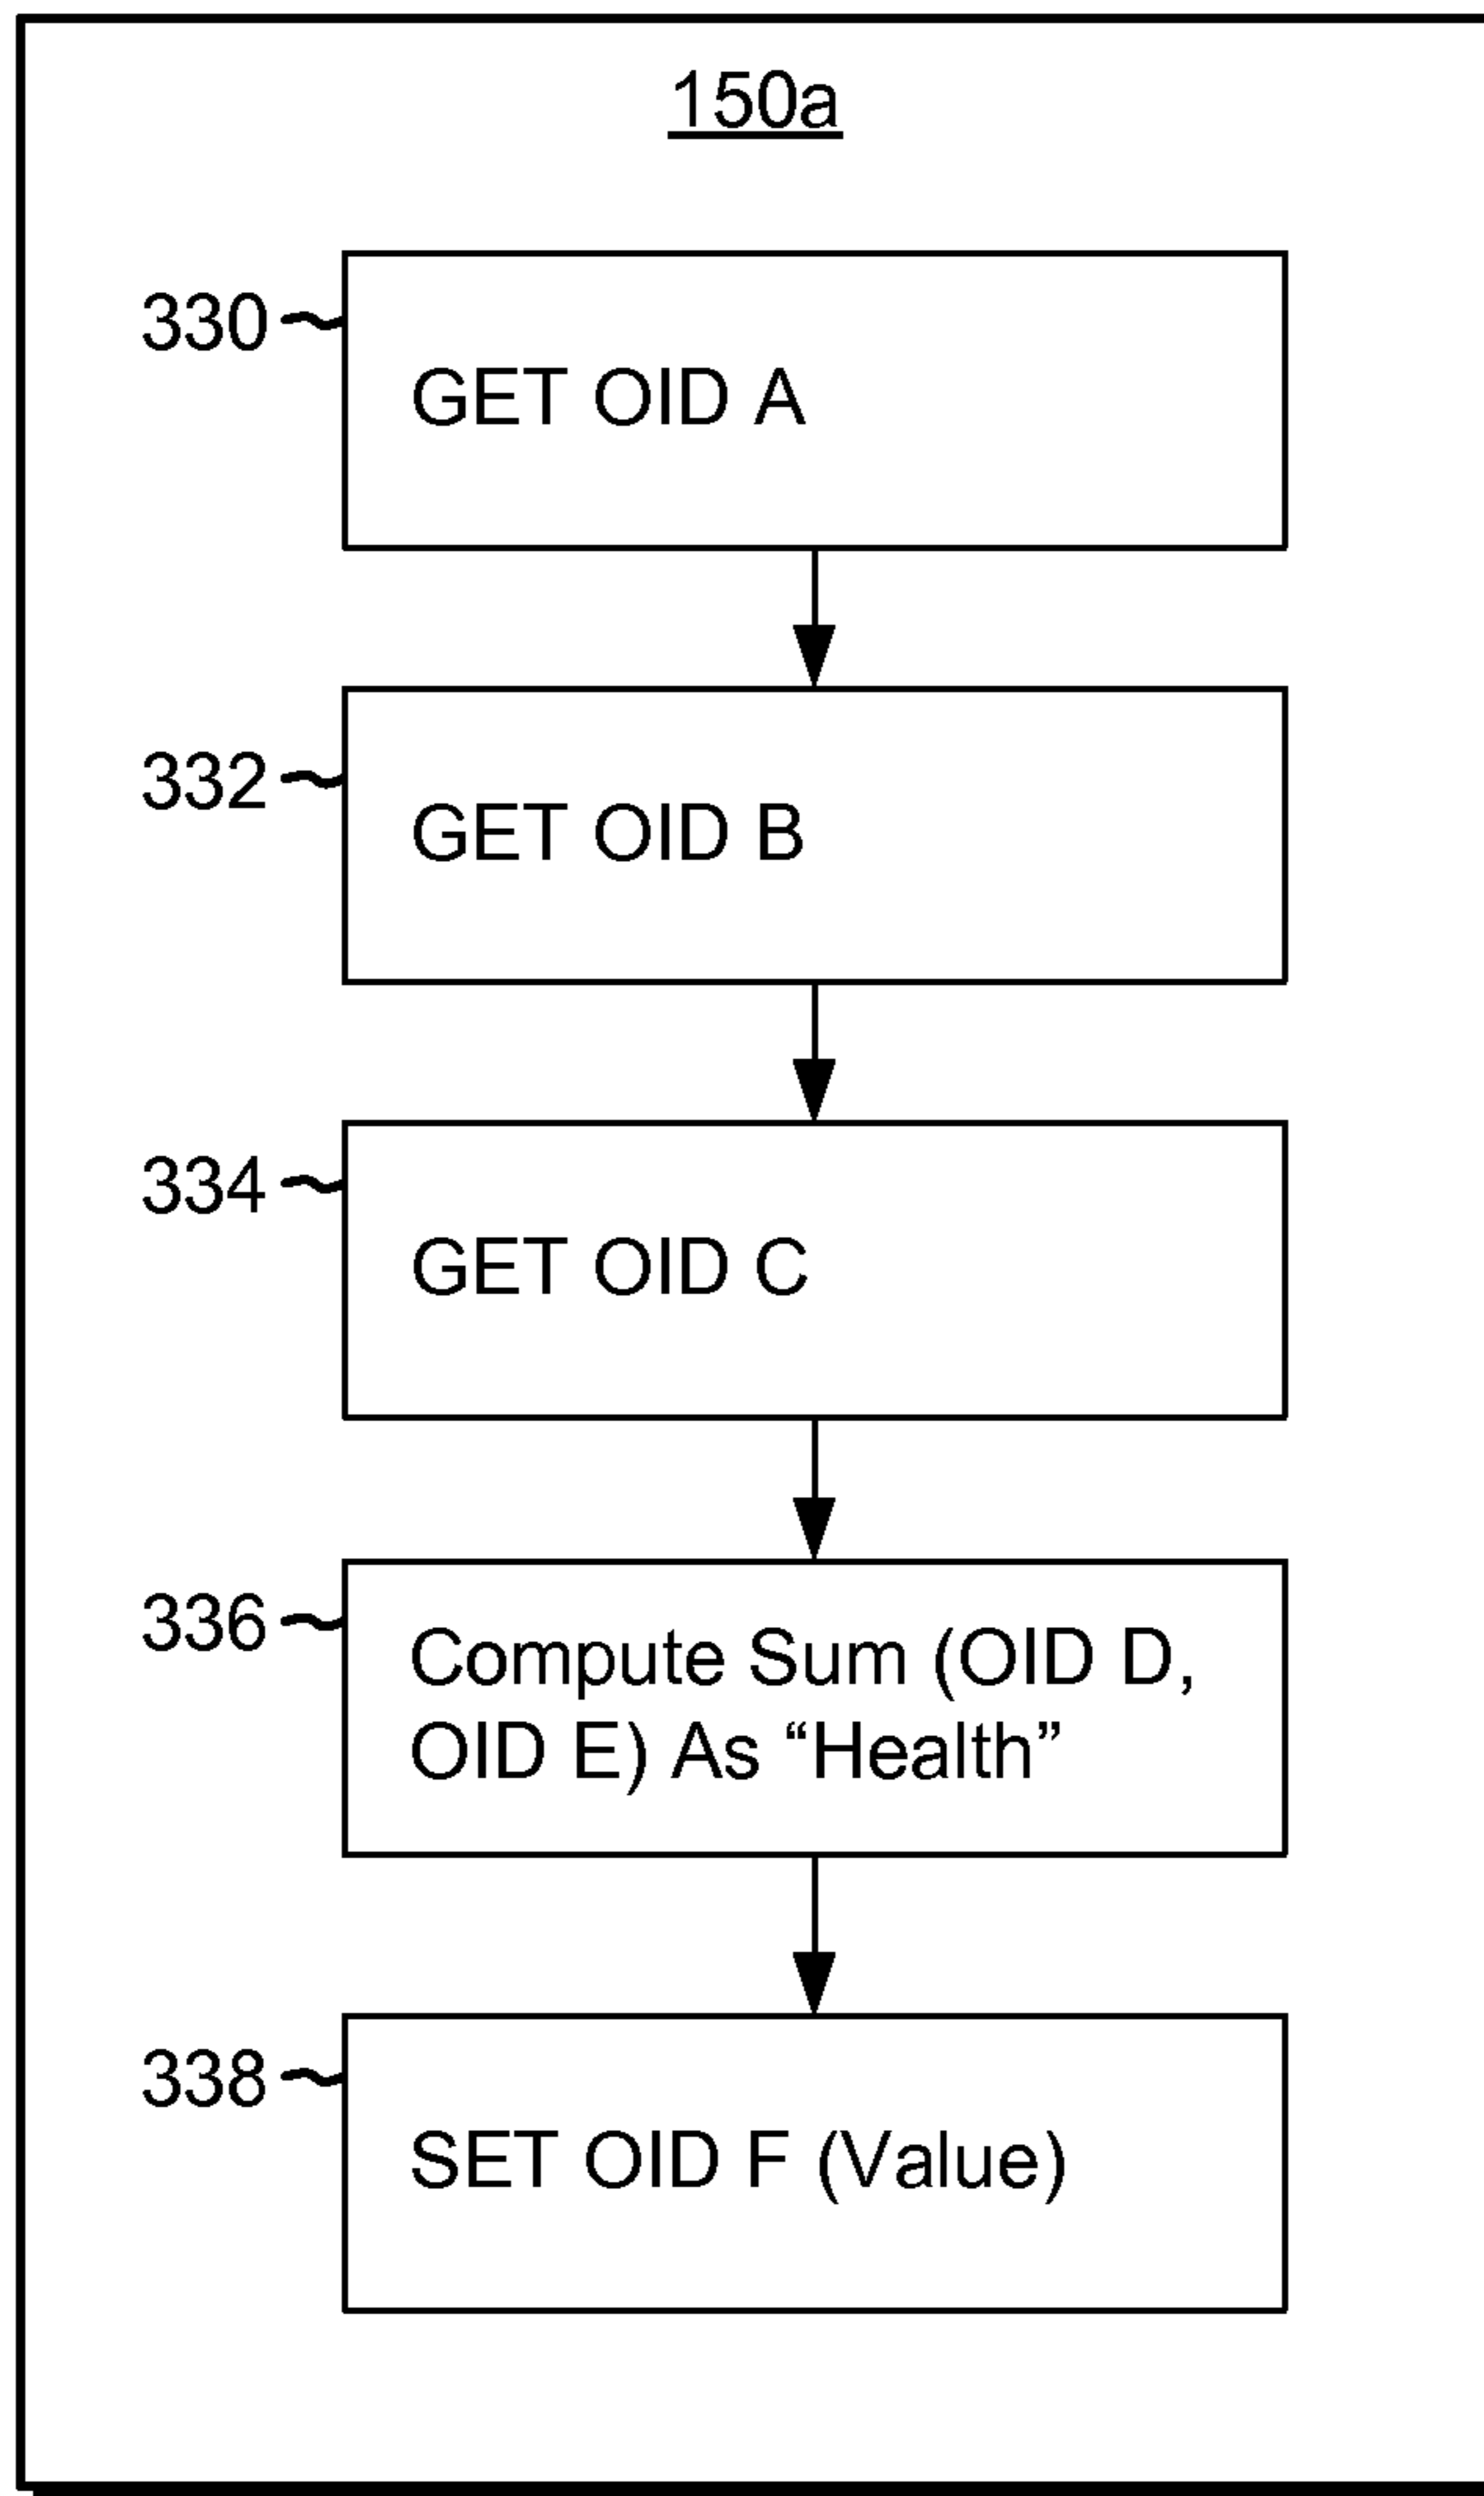 150a
330
GET OID A
332
GET OID B
334
GET OID C
336
Compute Sum (OID D,
OID E) As “Health”
338
SET OID F (Value)